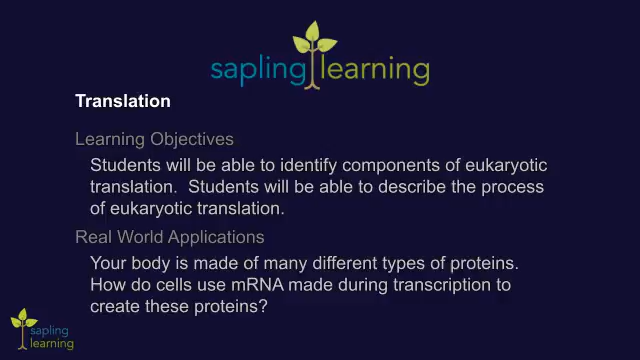 sapling learning
Translation
Learning Objectives
Students will be able to identify components of eukaryotic
translation.  Students will be able to describe the process
of eukaryotic translation.
Real World Applications
Your body is made of many different types of proteins.
How do cells use mRNA made during transcription to
create these proteins?
sapling
learning